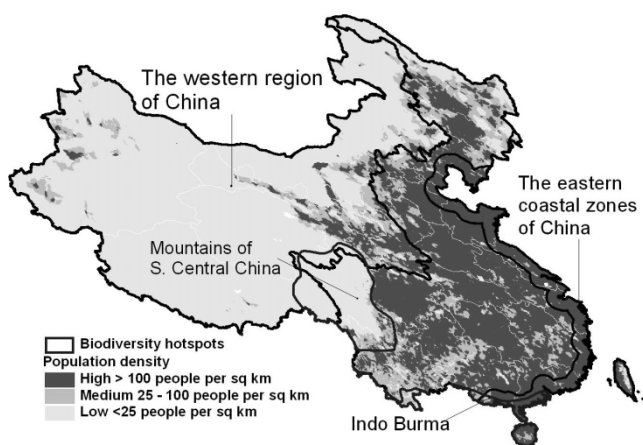 The western region
of China
The eastern
coastal zones
of China
Mountains of
S. Central China
Biodiversity hotspots
Population density
High > 100 people per sq km
Medium 25 - 100 people per sq km
Low <25 people per sq km
Indo Burma